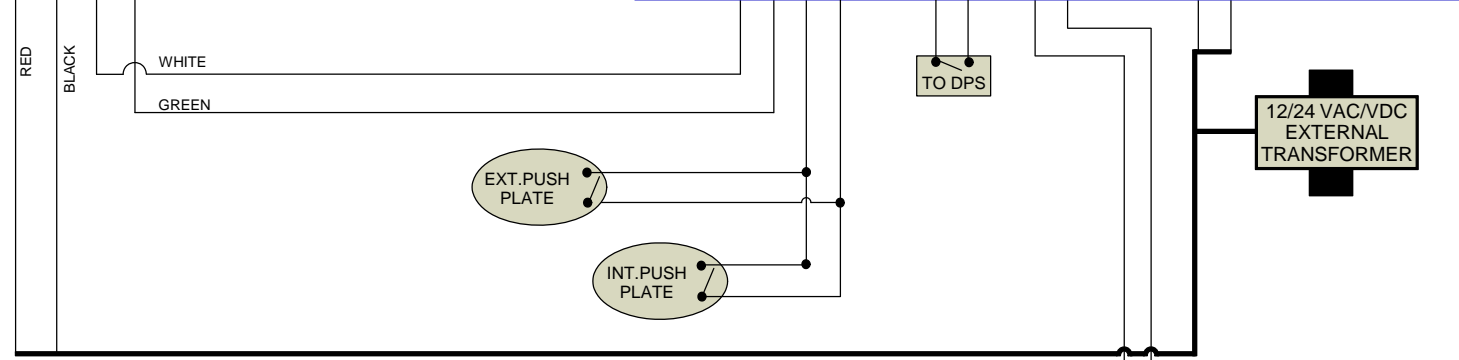 RED
BLACK
WHITE
GREEN
TO DPS
12/24 VAC/VDC
EXTERNAL
TRANSFORMER
EXT.PUSH
PLATE
INT.PUSH
PLATE